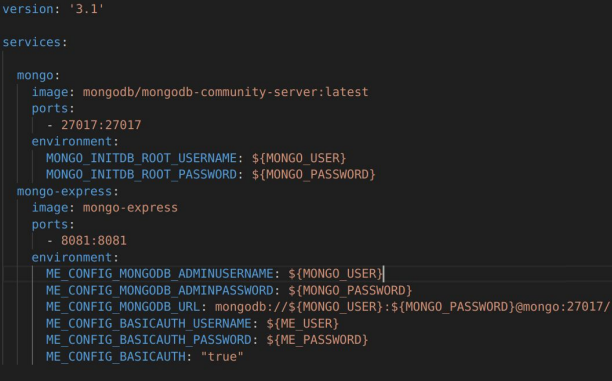 version: '3.1'
services:
mongo:
image: mongodb/mongodb-community-server:latest
ports:
- 27017:27017
environment:
MONGO_INITDB_ROOT_USERNAME: ${MONGO_USER}
MONGO_INITDB_ROOT_PASSWORD: ${MONGO_PASSWORD}
mongo-express:
image: mongo-express
ports:
- 8081:8081
environment:
ME_CONFIG_MONGODB_ADMINUSERNAME: ${MONGO_USER}
ME_CONFIG_MONGODB_ADMINPASSWORD: ${MONGO_PASSWORD}
ME_CONFIG_MONGODB_URL: mongodb://${MONGO_USER}:${MONGO_PASSWORD}@mongo:27017/
ME_CONFIG_BASICAUTH_USERNAME: ${ME_USER}
ME_CONFIG_BASICAUTH_PASSWORD: ${ME_PASSWORD}
ME_CONFIG_BASICAUTH: "true"